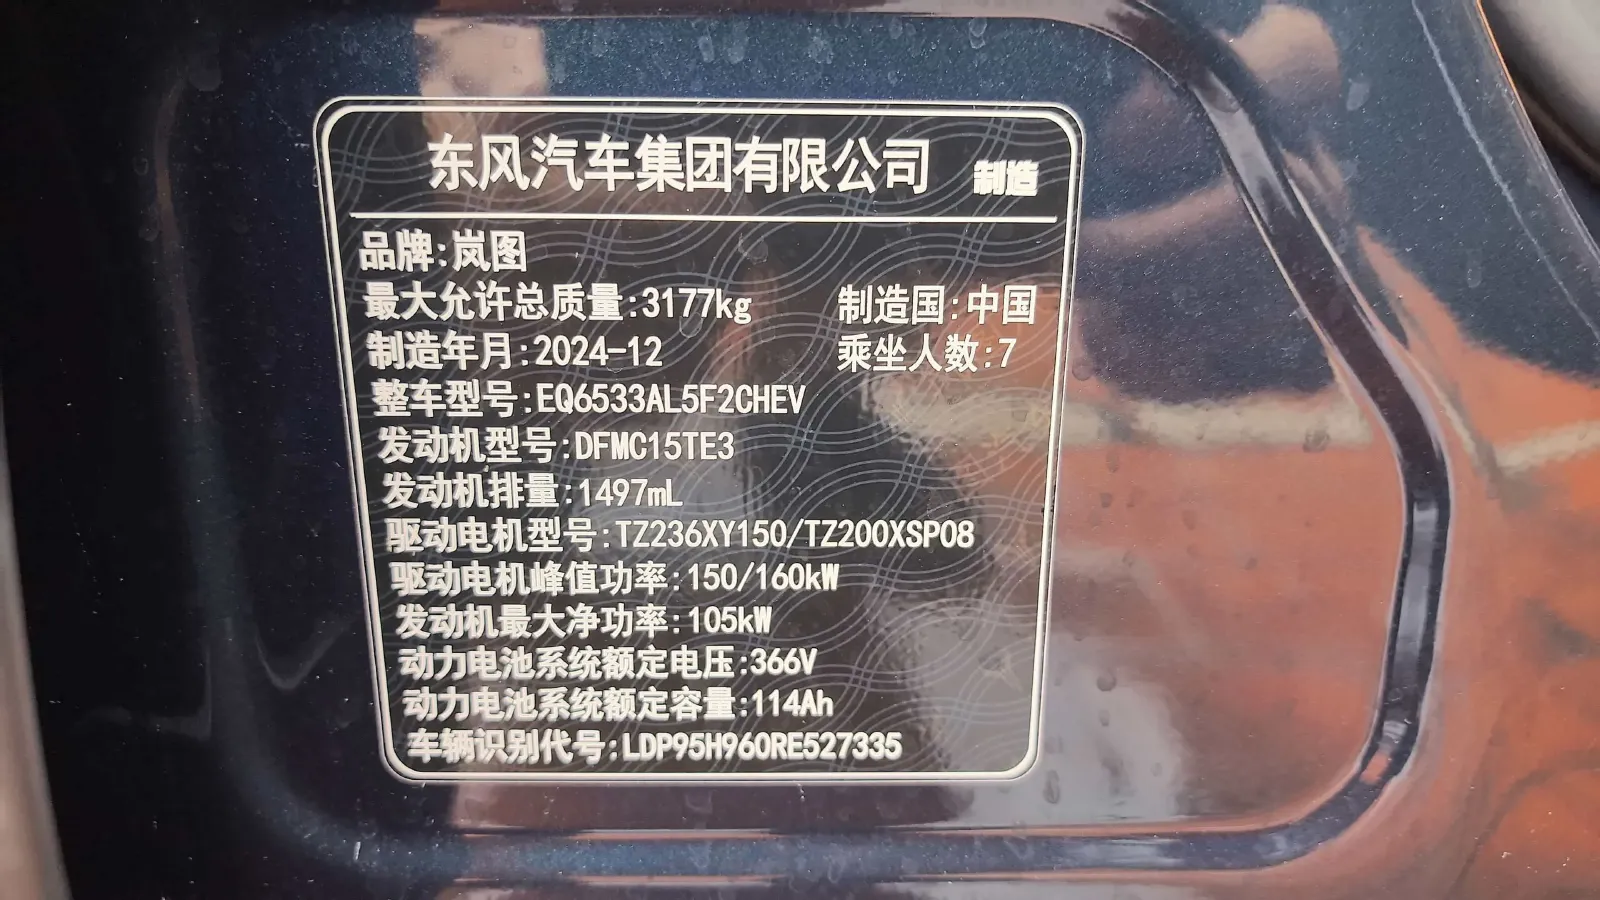 东风汽车集团有限公司 制造
品牌:岚图
最大允许总质量:3177kg 制造国:中国
制造年月:2024-12 乘坐人数:7
整车型号:EQ6533AL5F2CHEV
发动机型号:DFMC15TE3
发动机排量:1497mL
驱动电机型号:TZ236XY150/TZ200XSP08
驱动电机峰值功率:150/160kW
发动机最大净功率:105kW
动力电池系统额定电压:366V
动力电池系统额定容量:114Ah
车辆识别代号:LDP95H960RE527335